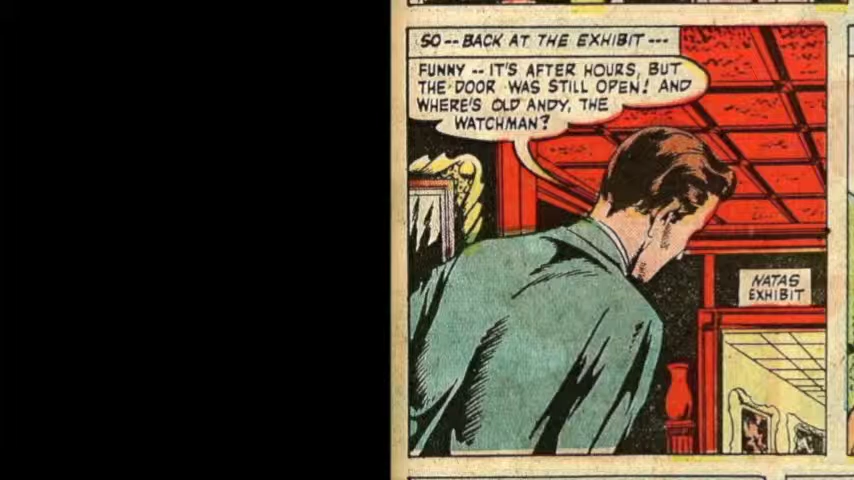 SO -- BACK AT THE EXHIBIT ---
FUNNY -- IT'S AFTER HOURS, BUT
THE DOOR WAS STILL OPEN! AND
WHERE'S OLD ANDY, THE
WATCHMAN?
NATAS
EXHIBIT